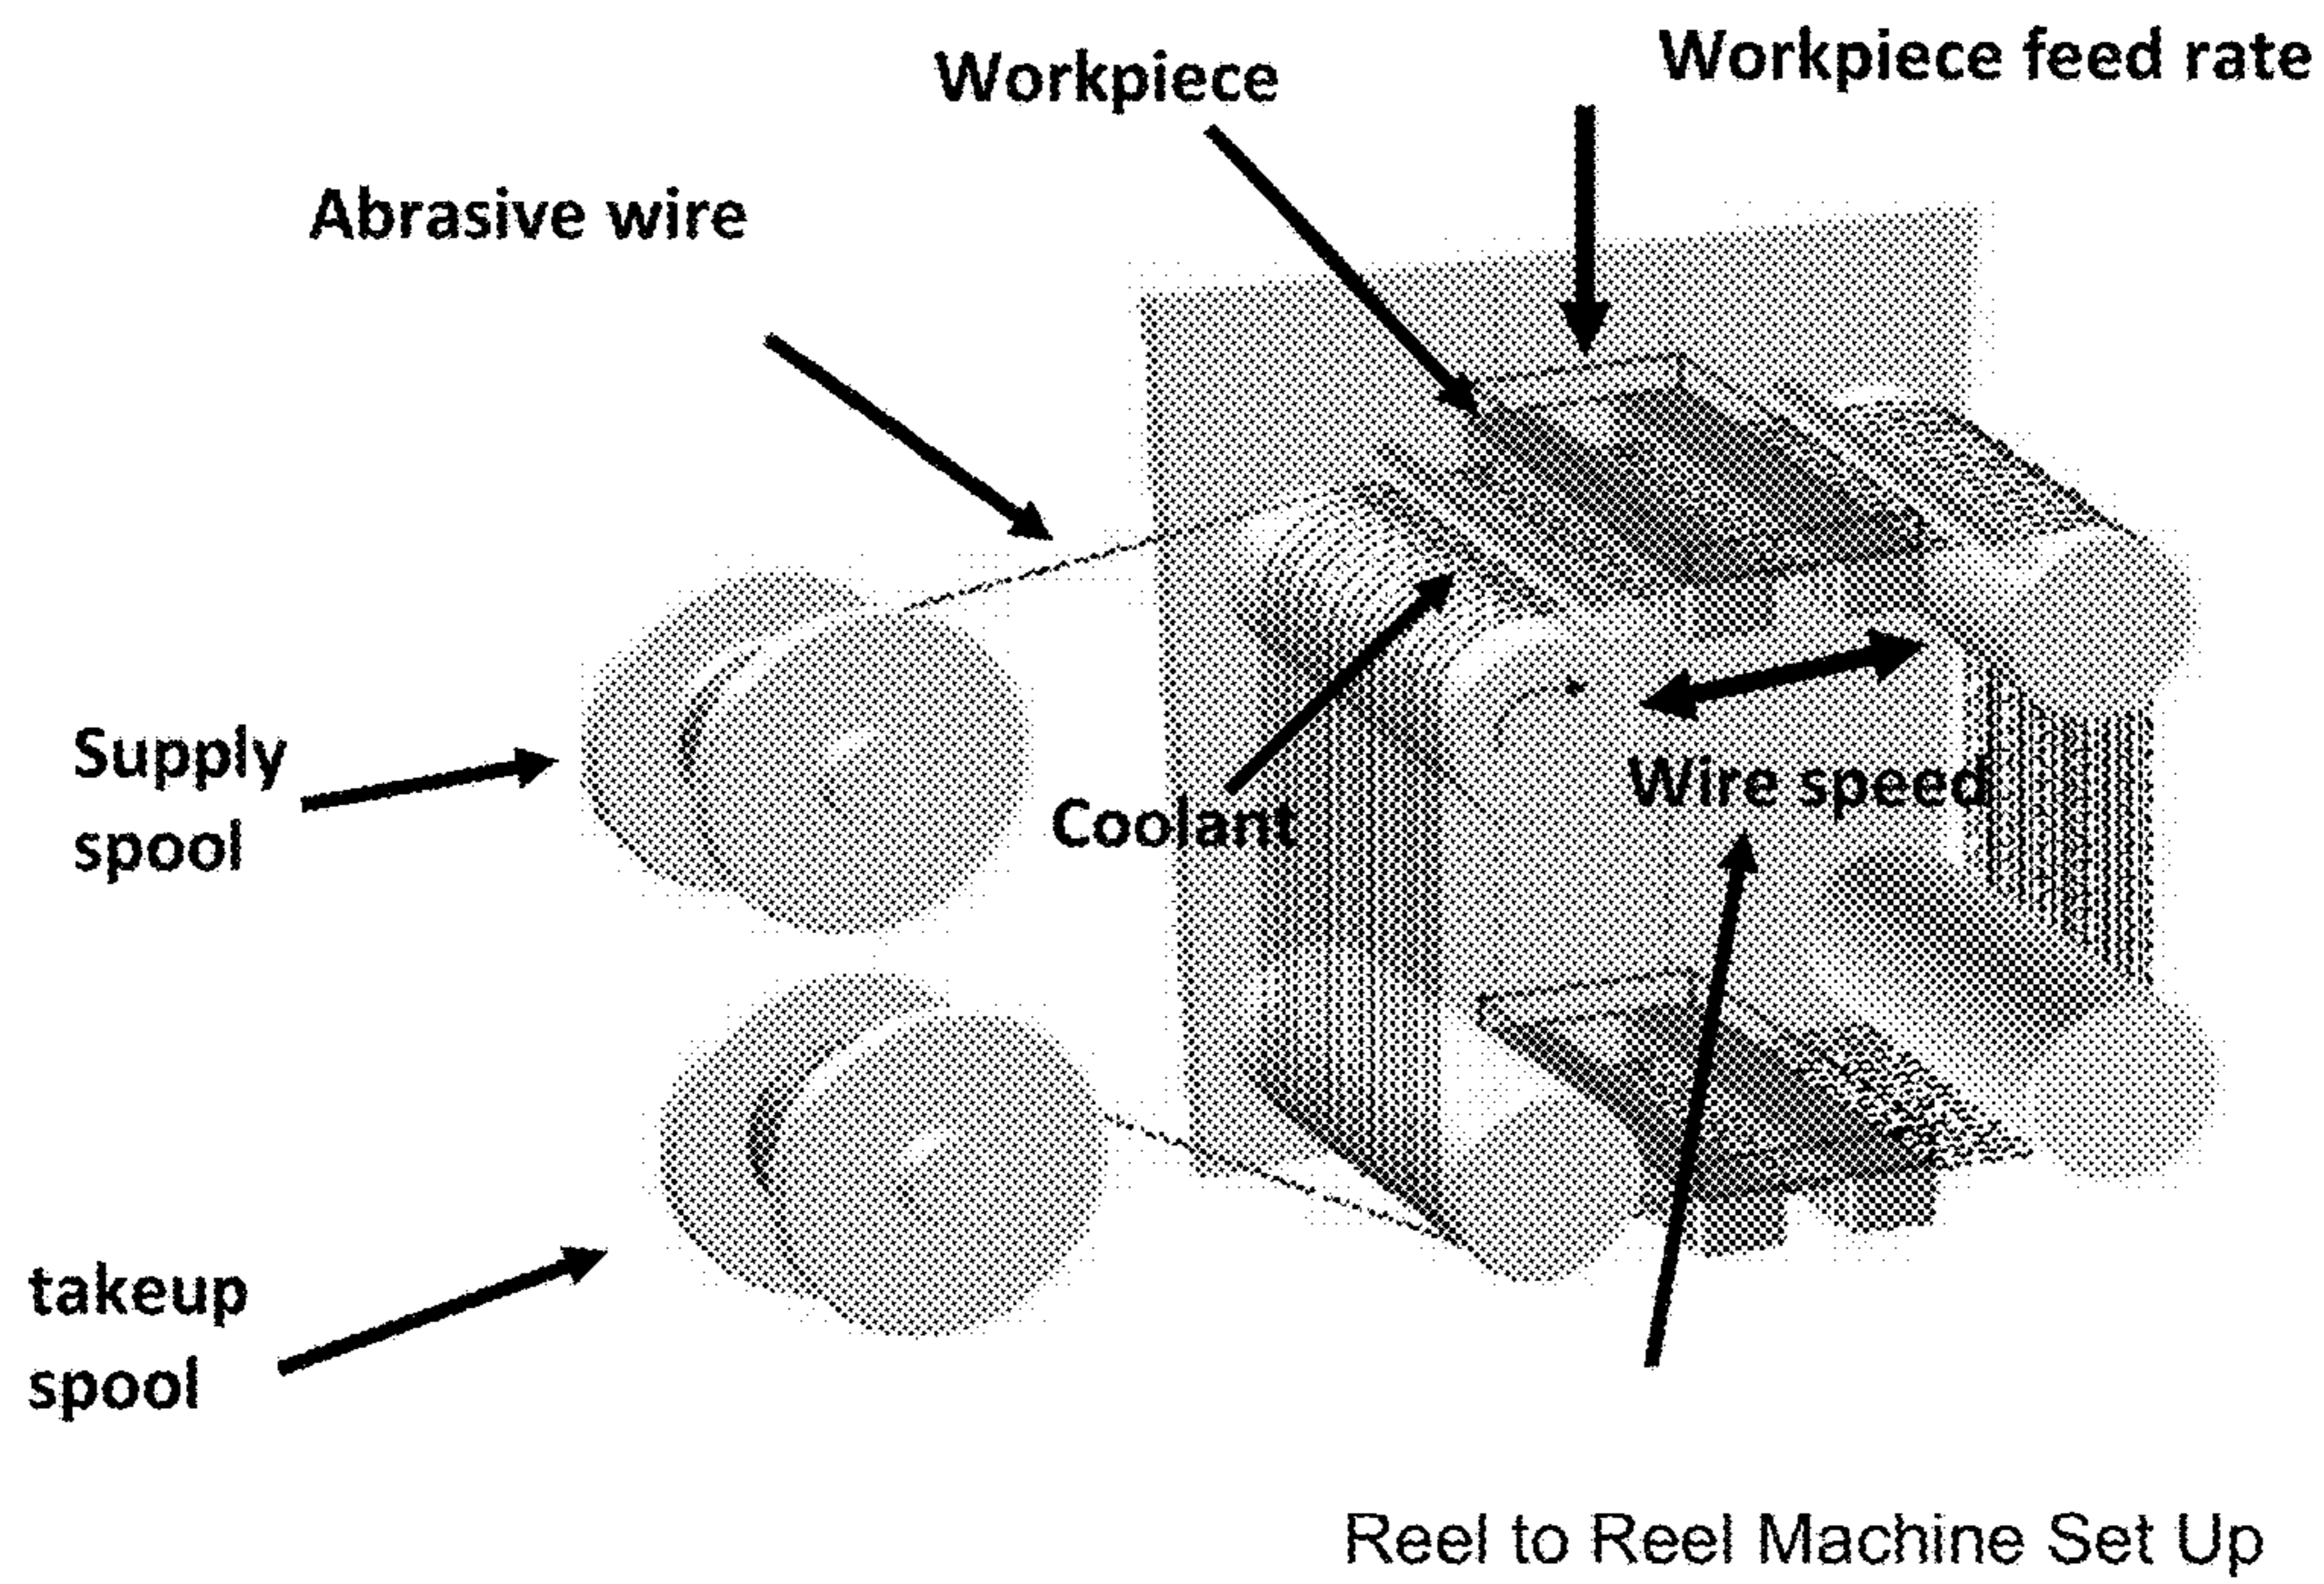 Workpiece feed rate
Workpiece
Abrasive wire
Supply
spool
Coolant
Wire speed
takeup
spool
Reel to Reel Machine Set Up